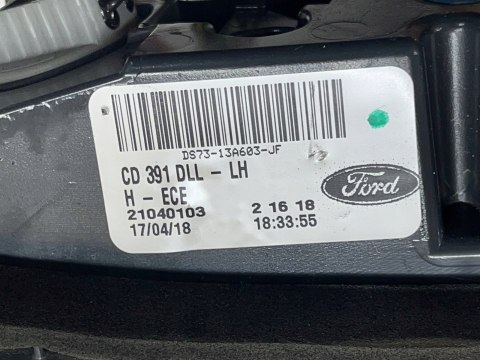 DS73-13A603-JF
CD 391 DLL - LH
H - ECE
Ford
21040103 2 16 18
17/04/18 18:33:55